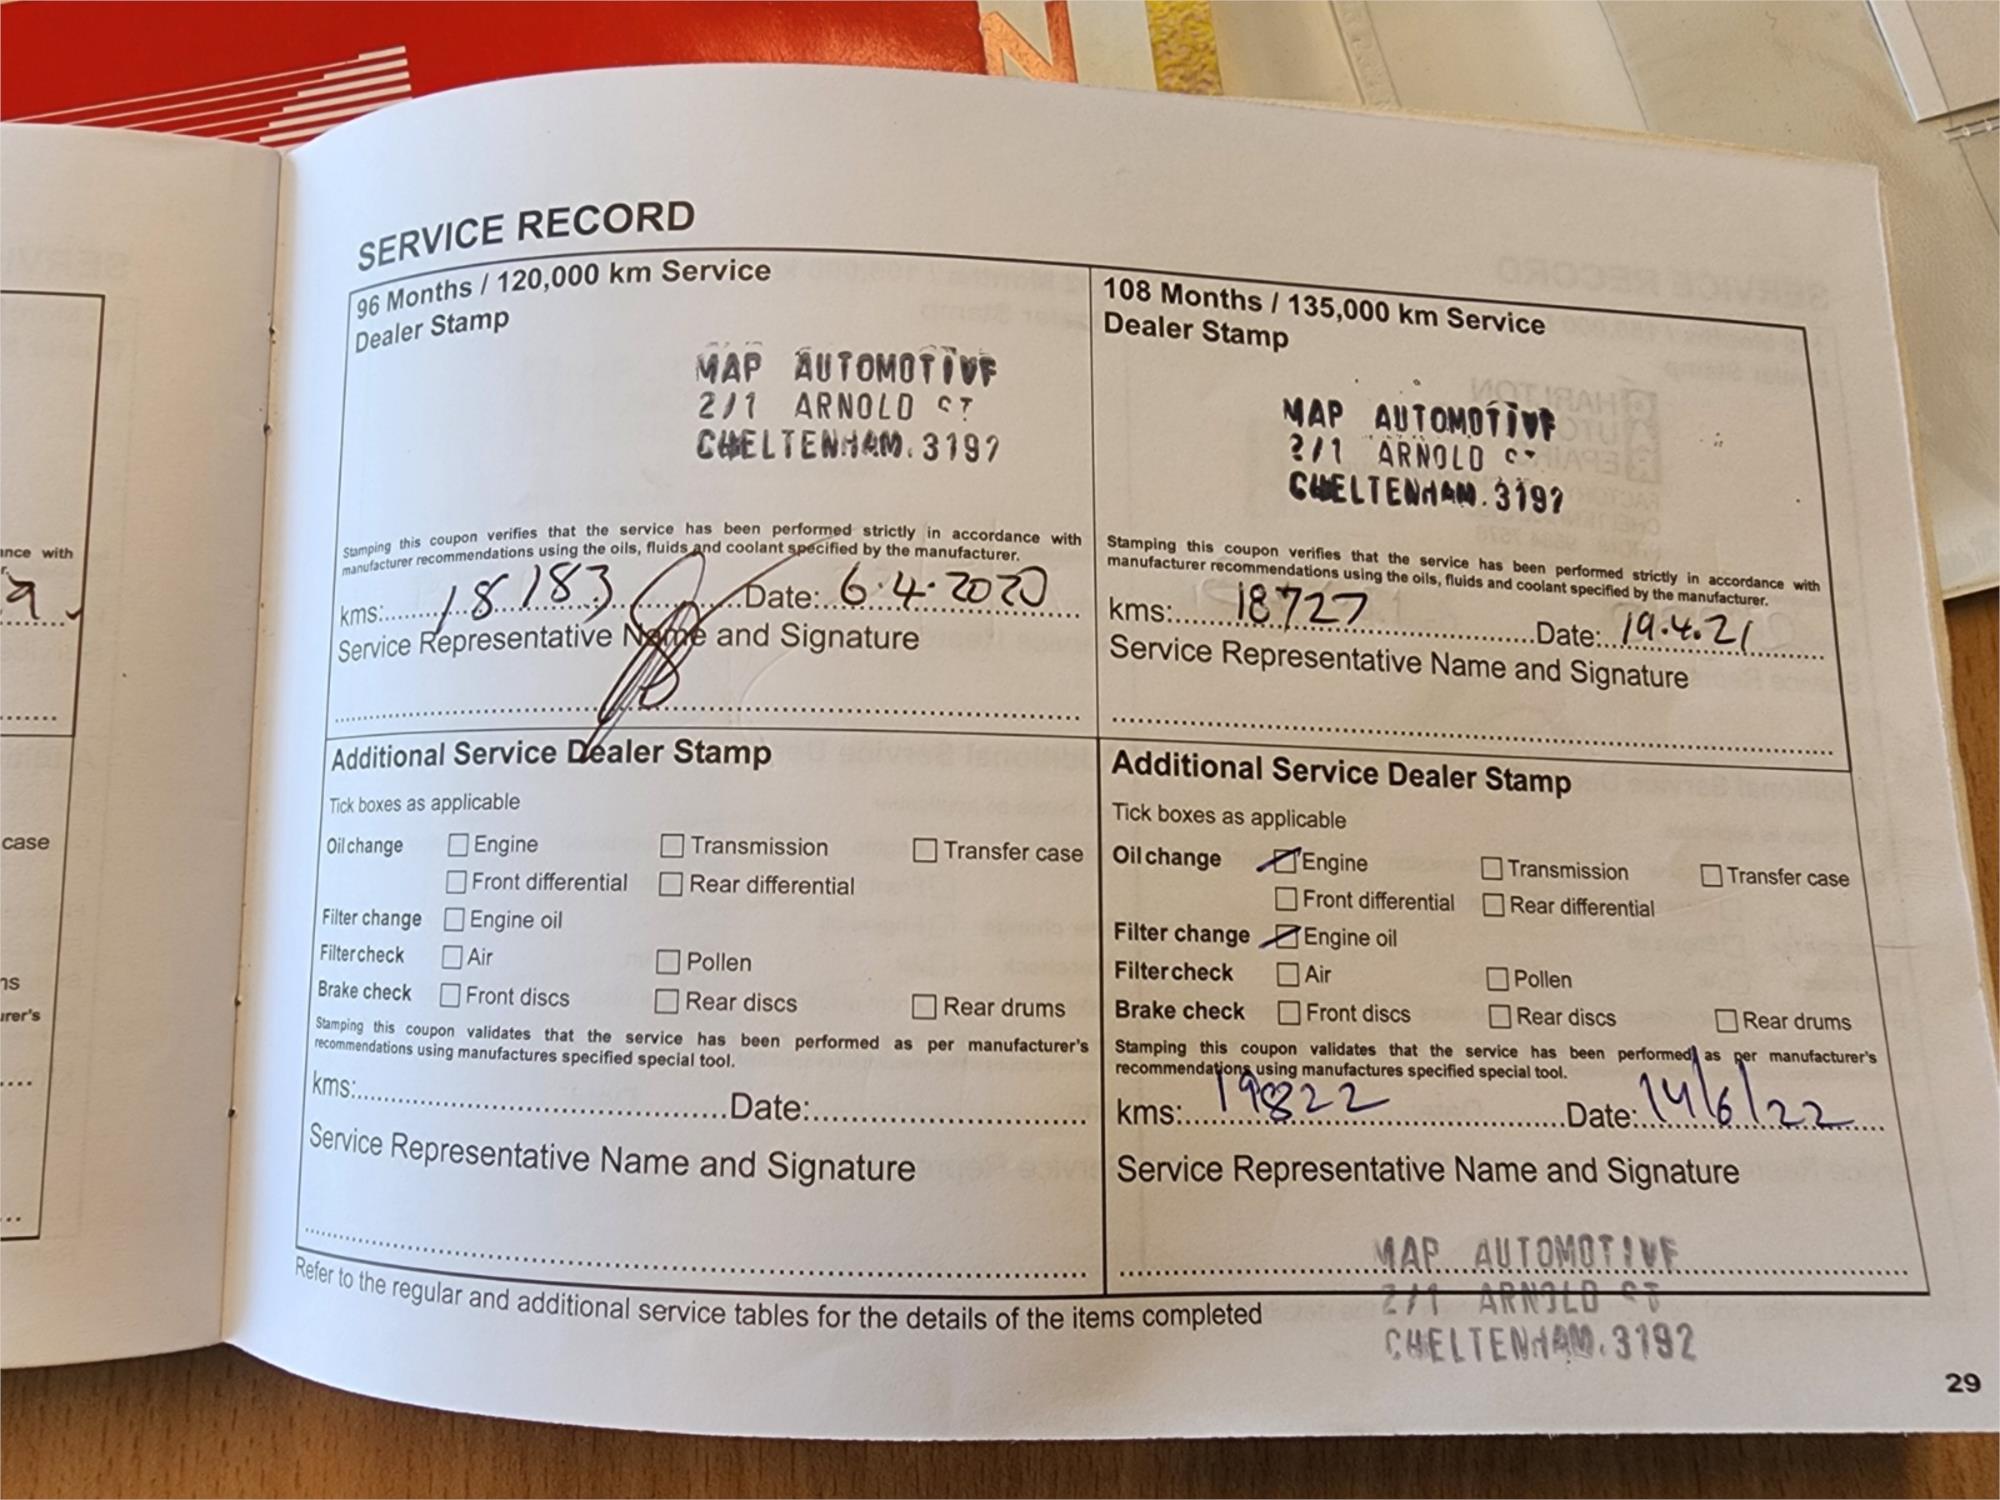 SERVICE RECORD
96 Months / 120,000 km Service
Dealer Stamp
MAP AUTOMOTIVE
2/1 ARNOLD ST
CHELTENHAM. 3192
Stamping this coupon verifies that the service has been performed strictly in accordance with
manufacturer recommendations using the oils, fluids and coolant specified by the manufacturer.
kms: 18183 Date: 6.4.2020
Service Representative Name and Signature
Additional Service Dealer Stamp
Tick boxes as applicable
Oil change Engine Transmission Transfer case
Front differential Rear differential
Filter change Engine oil
Filter check Air Pollen
Brake check Front discs Rear discs Rear drums
Stamping this coupon validates that the service has been performed as per manufacturer's
recommendations using manufactures specified special tool.
kms: Date:
Service Representative Name and Signature
108 Months / 135,000 km Service
Dealer Stamp
MAP AUTOMOTIVE
2/1 ARNOLD ST
CHELTENHAM. 3192
Stamping this coupon verifies that the service has been performed strictly in accordance with
manufacturer recommendations using the oils, fluids and coolant specified by the manufacturer.
kms: 18727 Date: 19.4.21
Service Representative Name and Signature
Additional Service Dealer Stamp
Tick boxes as applicable
Oil change Engine Transmission Transfer case
Front differential Rear differential
Filter change Engine oil
Filter check Air Pollen
Brake check Front discs Rear discs Rear drums
Stamping this coupon validates that the service has been performed as per manufacturer's
recommendations using manufactures specified special tool.
kms: 19822 Date: 14/6/22
Service Representative Name and Signature
MAP AUTOMOTIVE
2/1 ARNOLD ST
CHELTENHAM. 3192
Refer to the regular and additional service tables for the details of the items completed
29